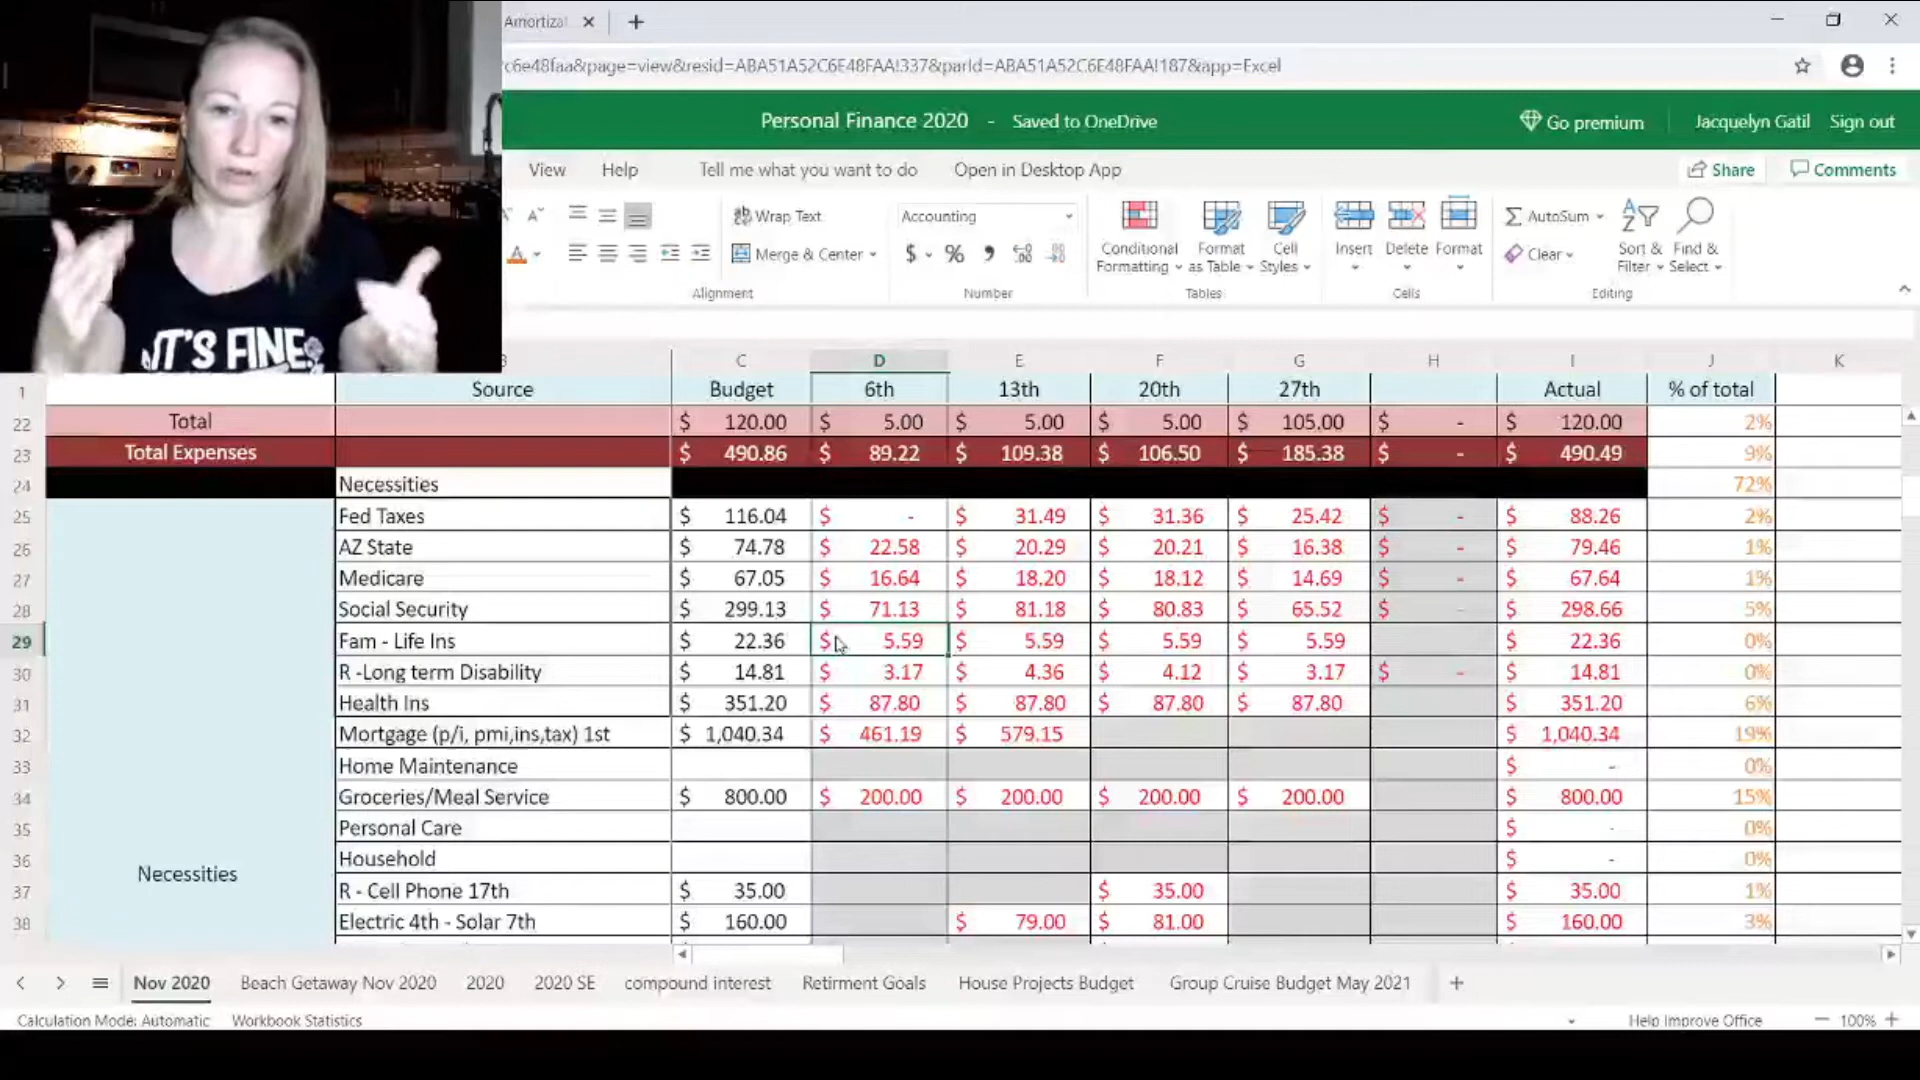 Amortizat
c6e48faa&page=view&resid=ABA51A52C6E48FAA!337&parId=ABA51A52C6E48FAA!187&app=Excel
Personal Finance 2020 - Saved to OneDrive
Go premium
Jacquelyn Gatil
Sign out
View Help Tell me what you want to do Open in Desktop App
Share Comments
Wrap Text Accounting AutoSum
A Merge & Center $ % Conditional Formatting Format as Table Cell Styles Insert Delete Format Clear Sort & Filter Find & Select
Alignment Number Tables Cells Editing
IT'S FINE
C D E F G H I J K
1 Source Budget 6th 13th 20th 27th Actual % of total
22 Total $ 120.00 $ 5.00 $ 5.00 $ 5.00 $ 105.00 $ - $ 120.00 2%
23 Total Expenses $ 490.86 $ 89.22 $ 109.38 $ 106.50 $ 185.38 $ - $ 490.49 9%
24 Necessities 72%
25 Fed Taxes $ 116.04 $ - $ 31.49 $ 31.36 $ 25.42 $ - $ 88.26 2%
26 AZ State $ 74.78 $ 22.58 $ 20.29 $ 20.21 $ 16.38 $ - $ 79.46 1%
27 Medicare $ 67.05 $ 16.64 $ 18.20 $ 18.12 $ 14.69 $ - $ 67.64 1%
28 Social Security $ 299.13 $ 71.13 $ 81.18 $ 80.83 $ 65.52 $ - $ 298.66 5%
29 Fam - Life Ins $ 22.36 $ 5.59 $ 5.59 $ 5.59 $ 5.59 $ 22.36 0%
30 R -Long term Disability $ 14.81 $ 3.17 $ 4.36 $ 4.12 $ 3.17 $ - $ 14.81 0%
31 Health Ins $ 351.20 $ 87.80 $ 87.80 $ 87.80 $ 87.80 $ 351.20 6%
32 Mortgage (p/i, pmi,ins,tax) 1st $ 1,040.34 $ 461.19 $ 579.15 $ 1,040.34 19%
33 Home Maintenance $ - 0%
34 Groceries/Meal Service $ 800.00 $ 200.00 $ 200.00 $ 200.00 $ 200.00 $ 800.00 15%
35 Personal Care $ - 0%
36 Household $ - 0%
Necessities
37 R - Cell Phone 17th $ 35.00 $ 35.00 $ 35.00 1%
38 Electric 4th - Solar 7th $ 160.00 $ 79.00 $ 81.00 $ 160.00 3%
Nov 2020 Beach Getaway Nov 2020 2020 2020 SE compound interest Retirment Goals House Projects Budget Group Cruise Budget May 2021
Calculation Mode: Automatic Workbook Statistics Help Improve Office 100%